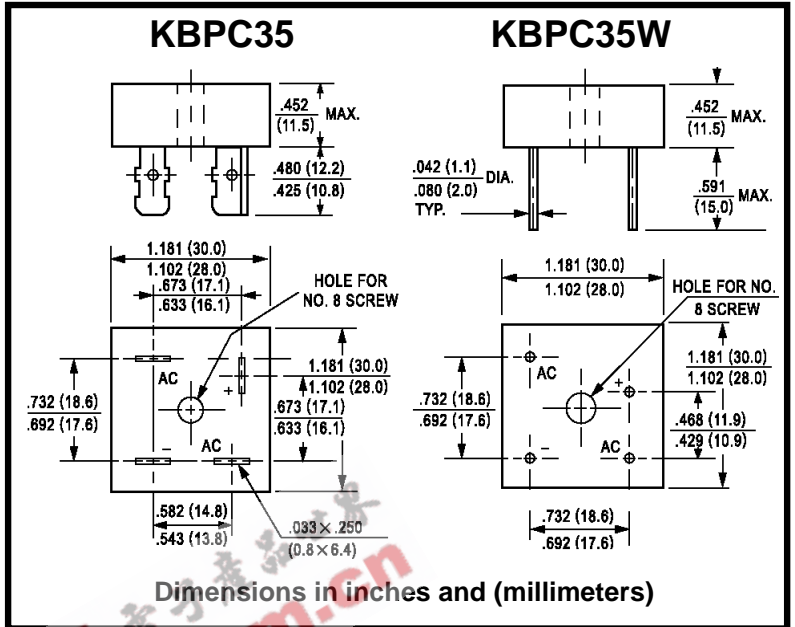 KBPC35
KBPC35W
.452
(11.5)
MAX.
.480 (12.2)
.425 (10.8)
.042 (1.1)
.080 (2.0)
DIA.
TYP.
.452
(11.5)
MAX.
.591
(15.0)
MAX.
1.181 (30.0)
1.102 (28.0)
.673 (17.1)
.633 (16.1)
HOLE FOR
NO. 8 SCREW
1.181 (30.0)
1.102 (28.0)
HOLE FOR NO.
8 SCREW
AC
+
.732 (18.6)
.692 (17.6)
1.181 (30.0)
1.102 (28.0)
.673 (17.1)
.633 (16.1)
−
AC
.582 (14.8)
.543 (13.8)
.033×.250
(0.8×6.4)
AC
+
.732 (18.6)
.692 (17.6)
1.181 (30.0)
1.102 (28.0)
.468 (11.9)
.429 (10.9)
−
AC
.732 (18.6)
.692 (17.6)
Dimensions in inches and (millimeters)